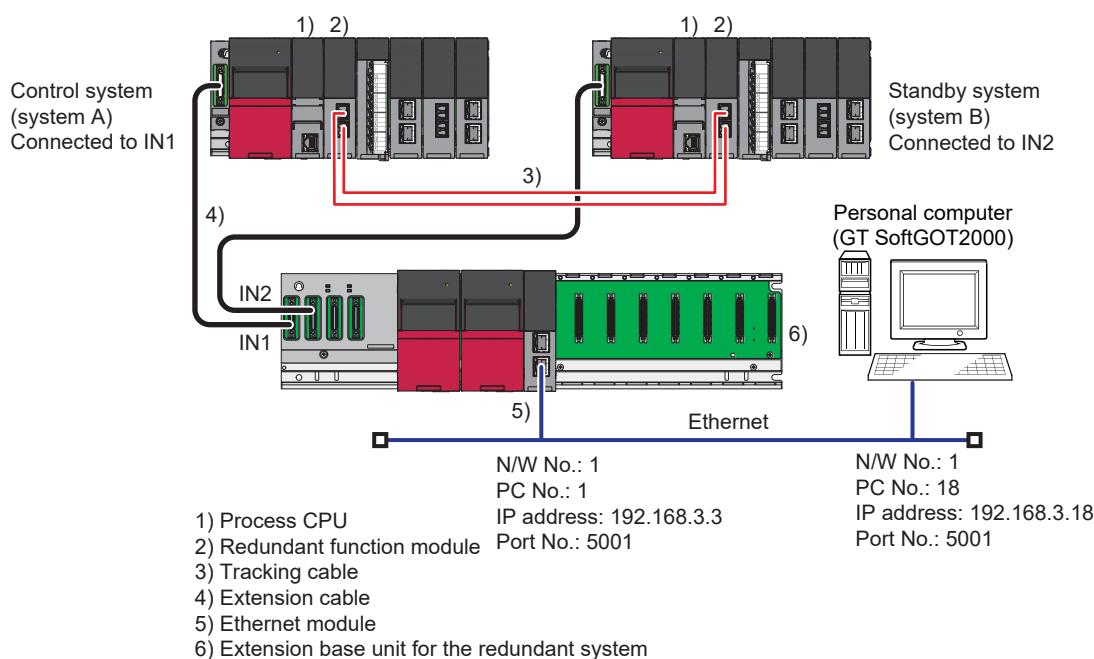 1) 2)
1) 2)
Control system
(system A)
Connected to IN1
Standby system
(system B)
Connected to IN2
3)
4)
Personal computer
(GT SoftGOT2000)
IN2
IN1
6)
5)
Ethernet
N/W No.: 1
PC No.: 1
IP address: 192.168.3.3
Port No.: 5001
N/W No.: 1
PC No.: 18
IP address: 192.168.3.18
Port No.: 5001
1) Process CPU
2) Redundant function module
3) Tracking cable
4) Extension cable
5) Ethernet module
6) Extension base unit for the redundant system